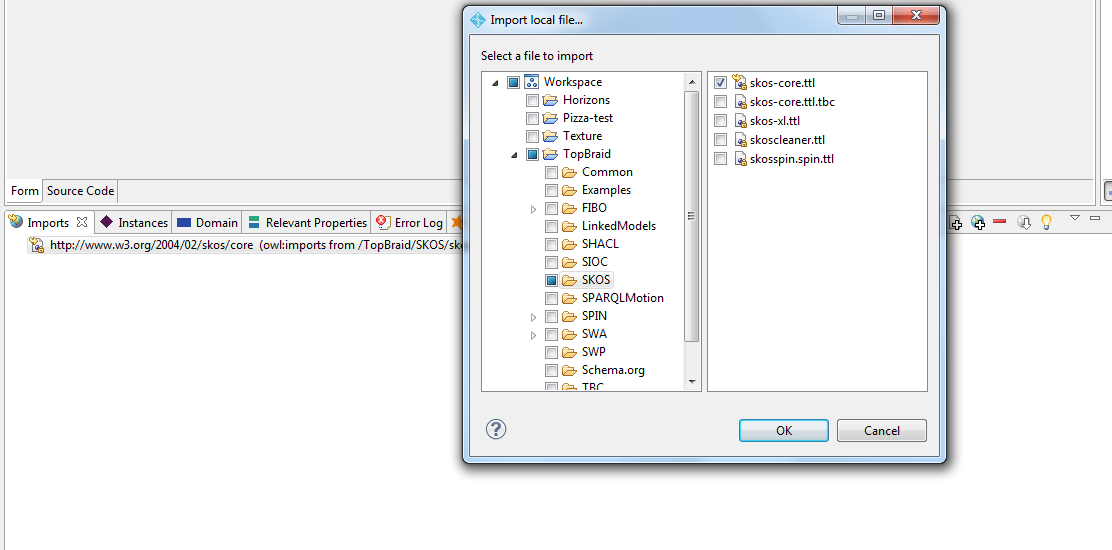 Import local file...
Select a file to import
Workspace
Horizons
Pizza-test
Texture
TopBraid
Common
Examples
FIBO
LinkedModels
SHACL
SIOC
SKOS
SPARQLMotion
SPIN
SWA
SWP
Schema.org
TBC
skos-core.ttl
skos-core.ttl.tbc
skos-xl.ttl
skoscleaner.ttl
skosspin.spin.ttl
OK Cancel
Form Source Code
Imports Instances Domain Relevant Properties Error Log
http://www.w3.org/2004/02/skos/core (owl:imports from /TopBraid/SKOS/sko